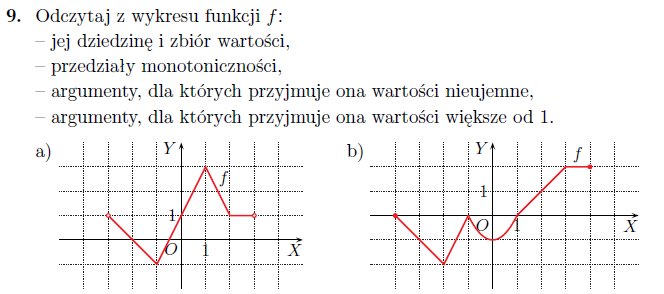 9. Odczytaj z wykresu funkcji f:
– jej dziedzinę i zbiór wartości,
– przedziały monotoniczności,
– argumenty, dla których przyjmuje ona wartości nieujemne,
– argumenty, dla których przyjmuje ona wartości większe od 1.
a) Y b) Y f
f
1 1
1 O 1 X
O 1 X